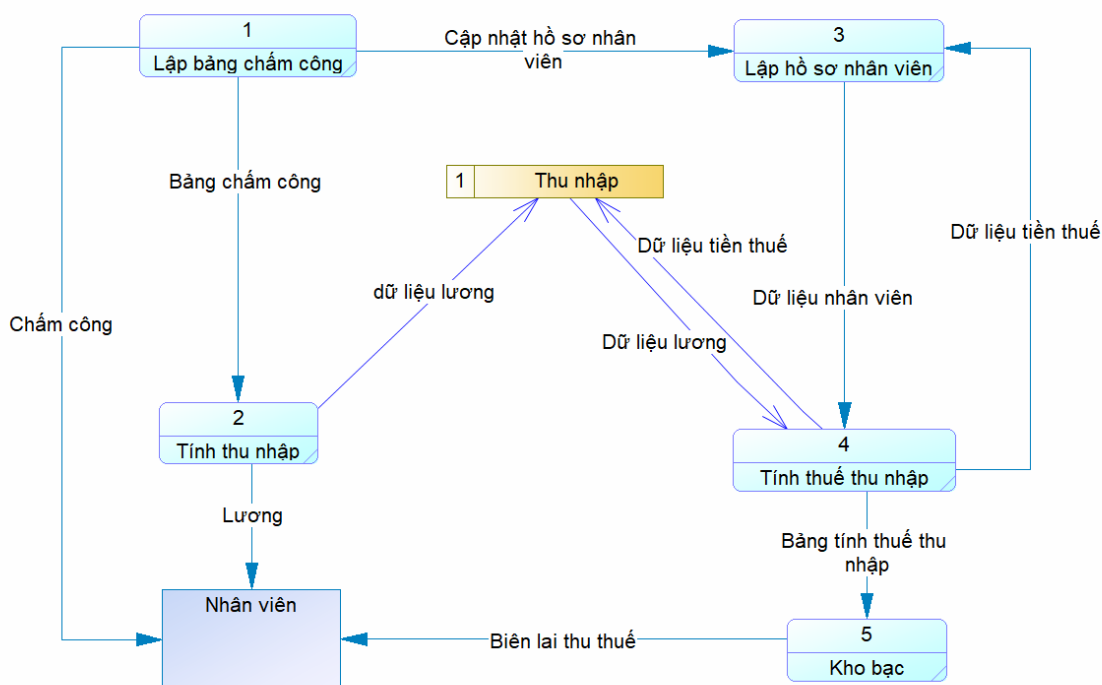 1
Lập bảng chấm công
Cập nhật hồ sơ nhân
viên
3
Lập hồ sơ nhân viên
Bảng chấm công
1
Thu nhập
Dữ liệu tiền thuế
Dữ liệu tiền thuế
dữ liệu lương
Dữ liệu nhân viên
Chấm công
Dữ liệu lương
2
Tính thu nhập
4
Tính thuế thu nhập
Lương
Bảng tính thuế thu
nhập
Nhân viên
Biên lai thu thuế
5
Kho bạc